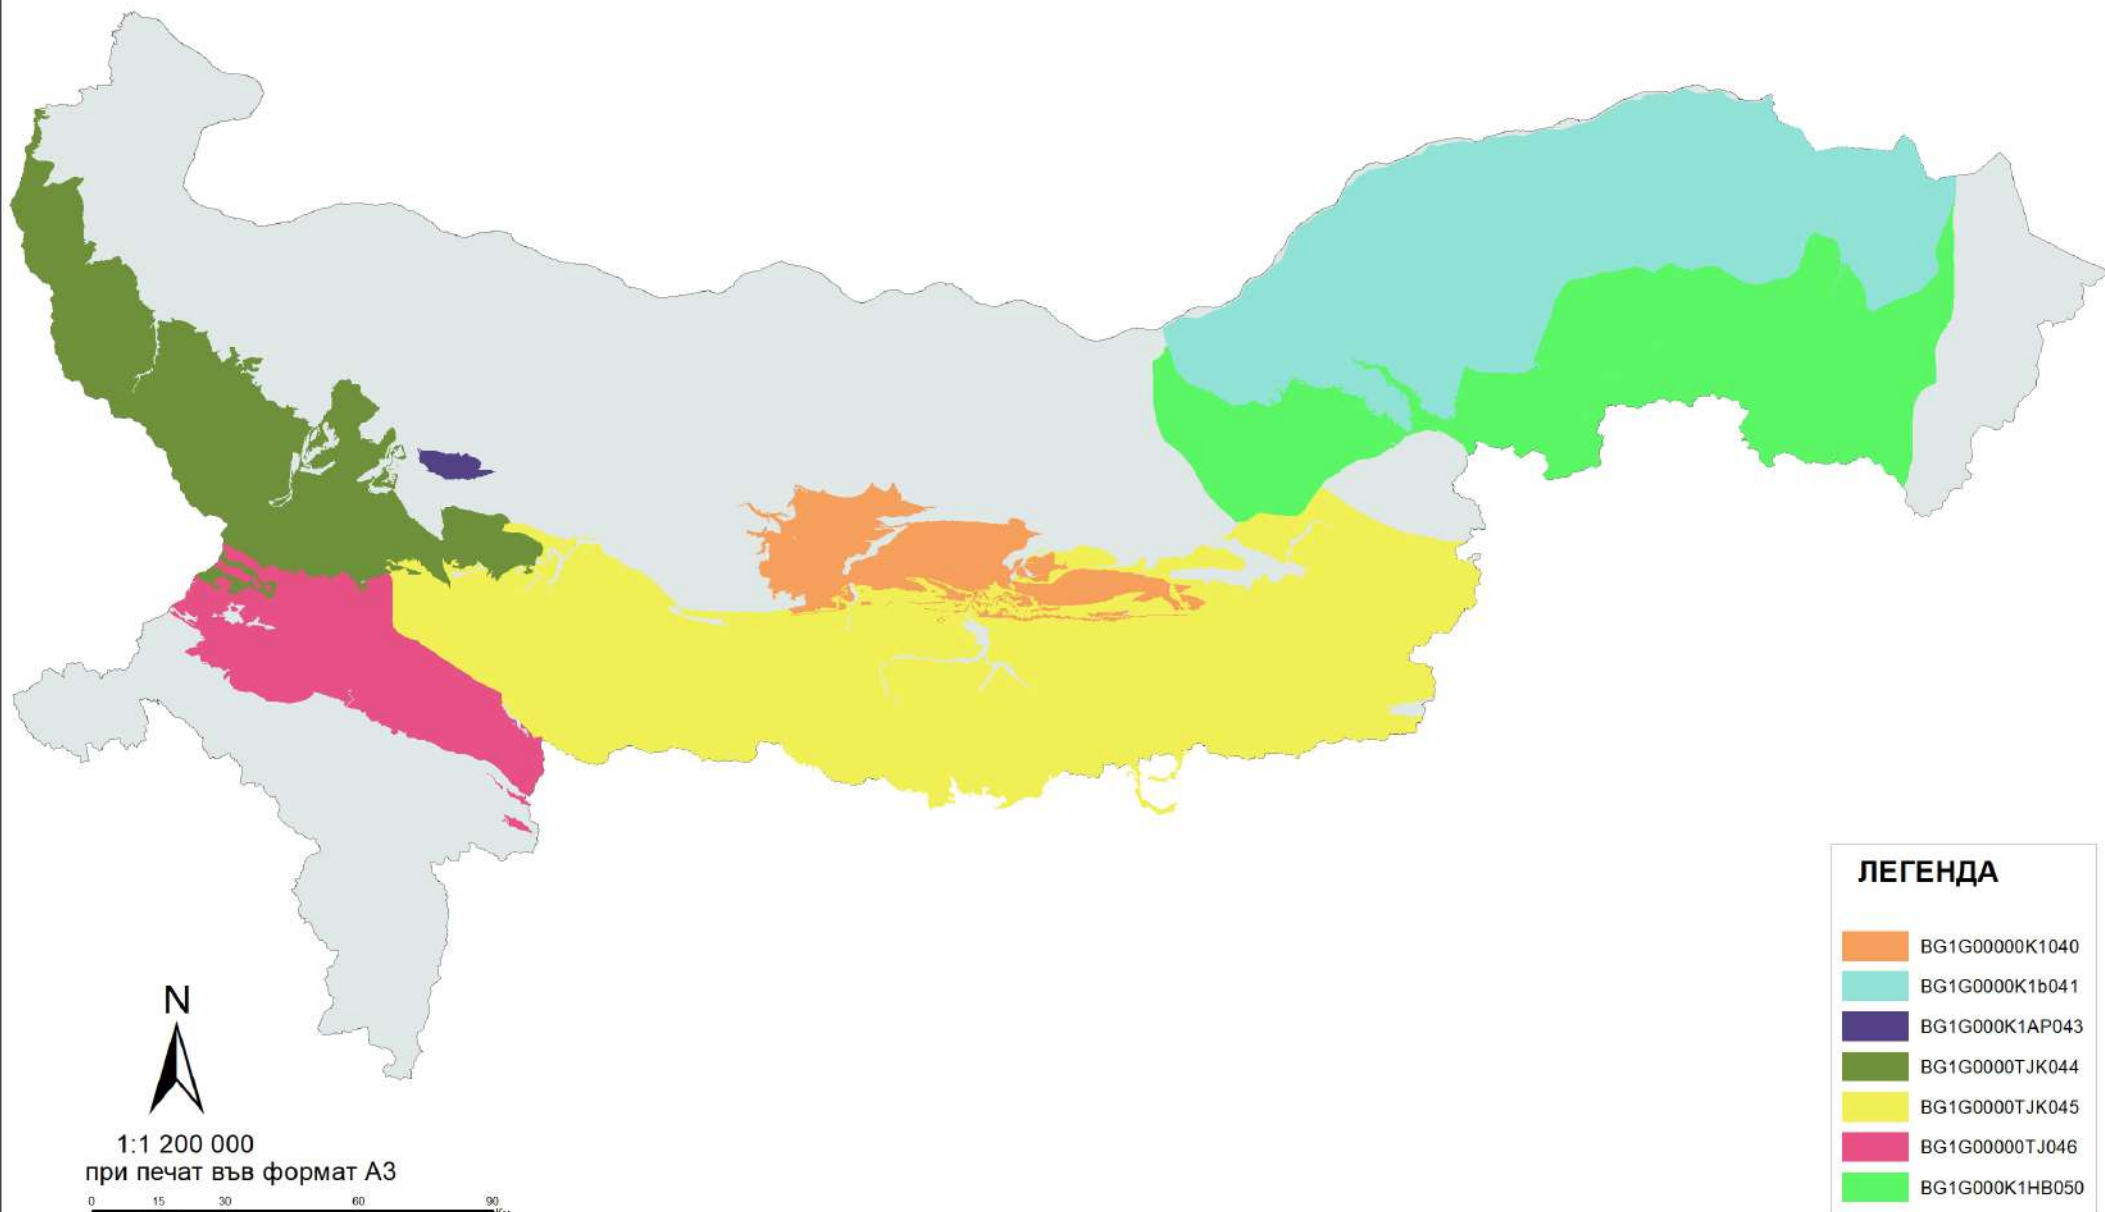 ЛЕГЕНДА
BG1G00000K1040
BG1G0000K1b041
BG1G000K1AP043
BG1G0000TJK044
BG1G0000TJK045
BG1G00000TJ046
BG1G000K1HB050
N
1:1 200 000
при печат във формат А3
0 15 30 60 90
Км